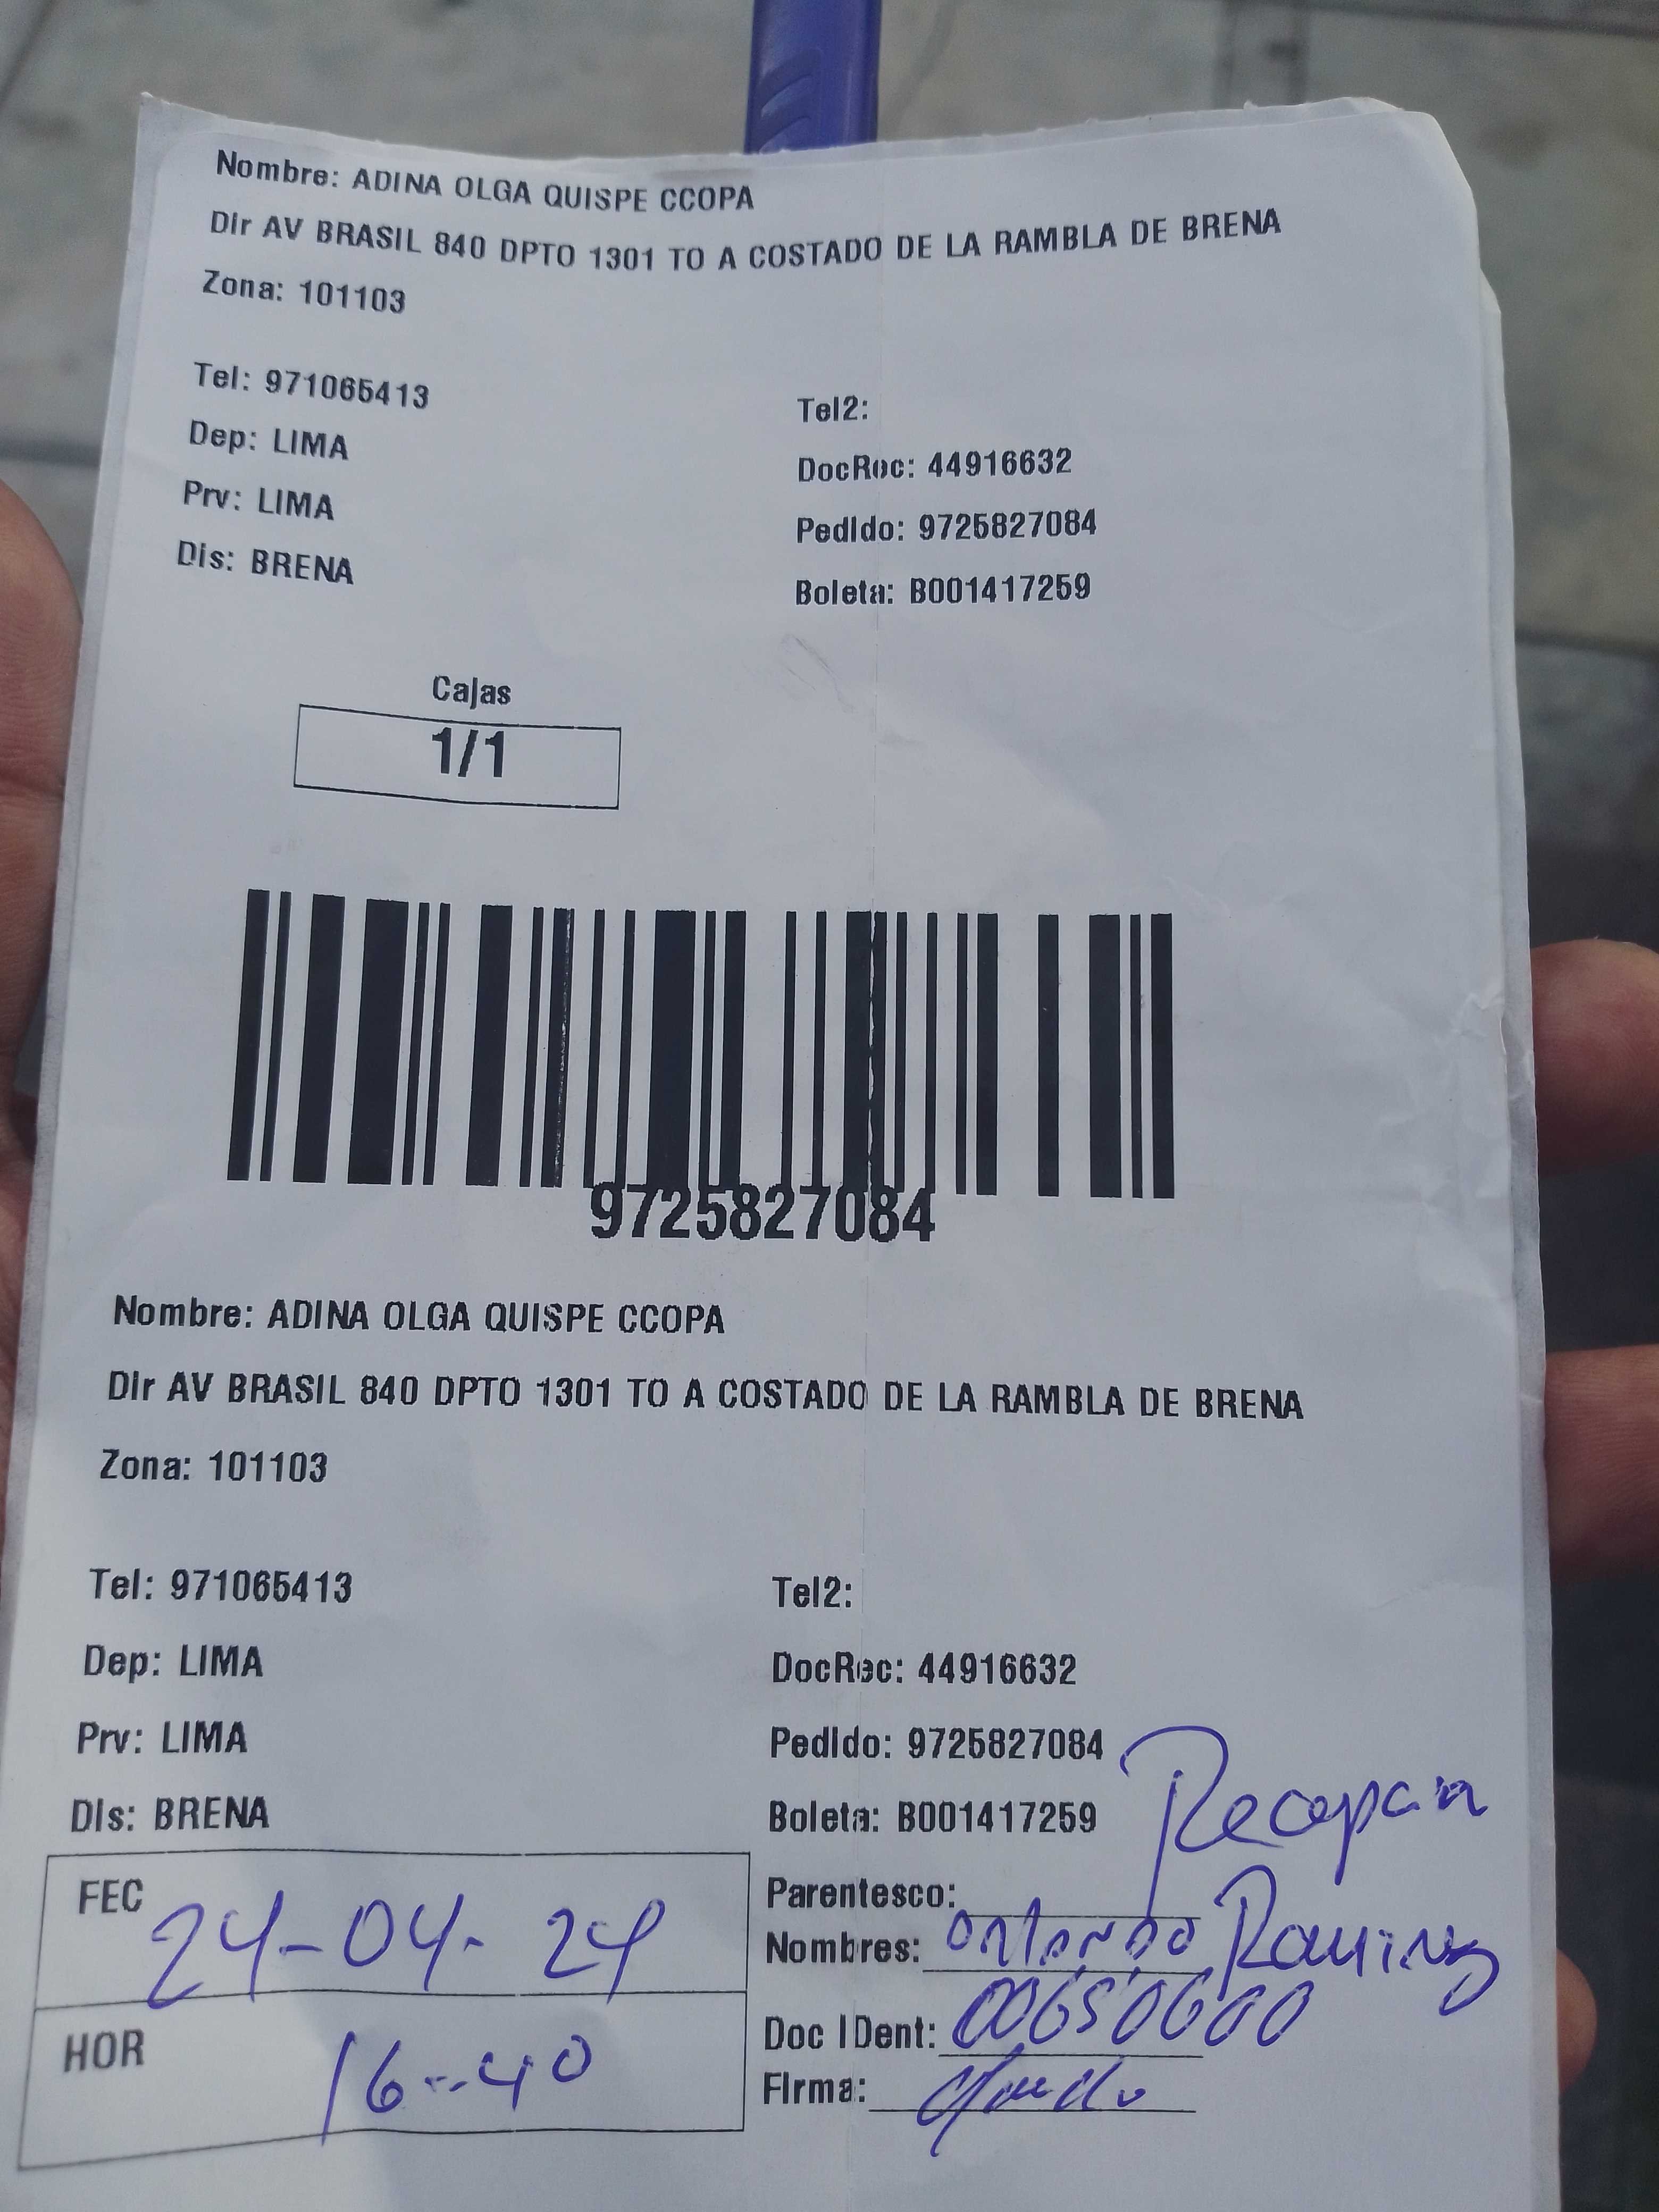 Nombre: ADINA OLGA QUISPE CCOPA
Dir AV BRASIL 840 DPTO 1301 TO A COSTADO DE LA RAMBLA DE BRENA
Zona: 101103
Tel: 971065413
Tel2:
Dep: LIMA
DocRec: 44916632
Prv: LIMA
Pedido: 9725827084
Dis: BRENA
Boleta: B001417259
Cajas
1/1
9725827084
Nombre: ADINA OLGA QUISPE CCOPA
Dir AV BRASIL 840 DPTO 1301 TO A COSTADO DE LA RAMBLA DE BRENA
Zona: 101103
Tel: 971065413
Tel2:
Dep: LIMA
DocRec: 44916632
Prv: LIMA
Pedido: 9725827084
Dis: BRENA
Boleta: B001417259
FEC 24-04-24
HOR 16-40
Parentesco: Recepcion
Nombres: Orlando Ramirez
Doc IDent: 00650600
Firma: